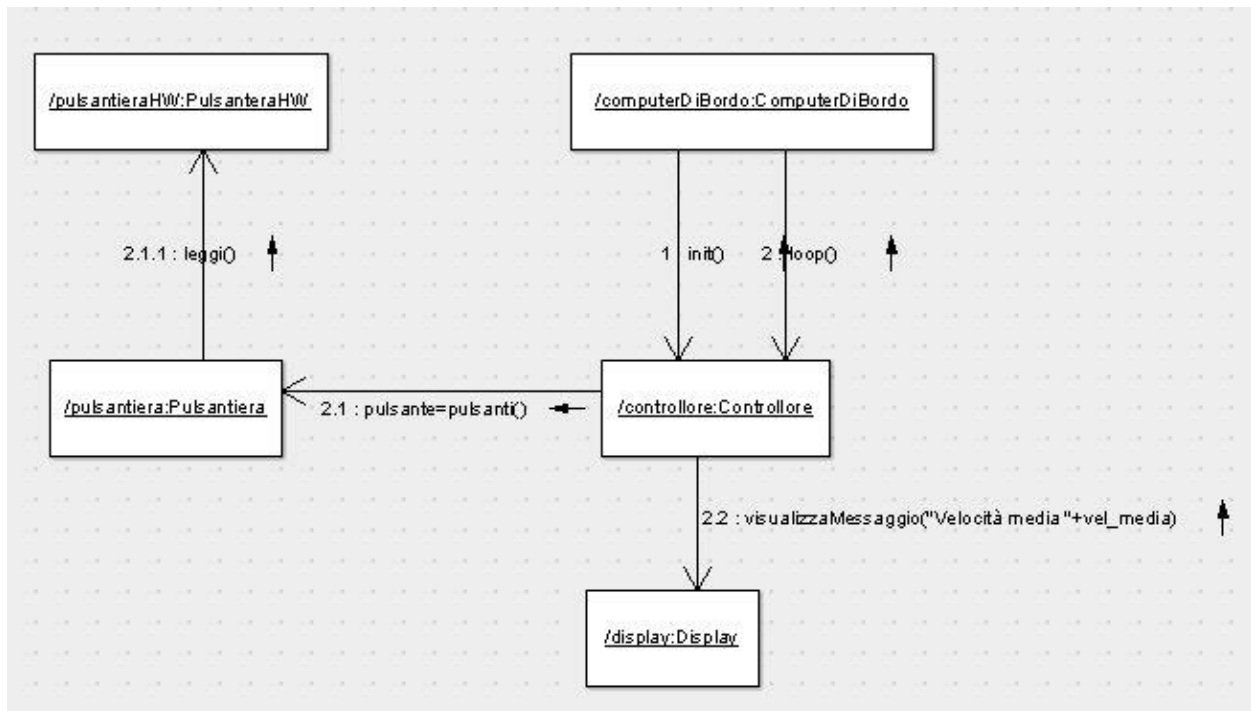 /pulsantieraHW:PulsanteraHW
/computerDiBordo:ComputerDiBordo
2.1.1 : leggi()
1 : init()
2 : loop()
/pulsantiera:Pulsantiera
2.1 : pulsante=pulsanti()
/controllore:Controllore
2.2 : visualizzaMessaggio("Velocità media "+vel_media)
/display:Display